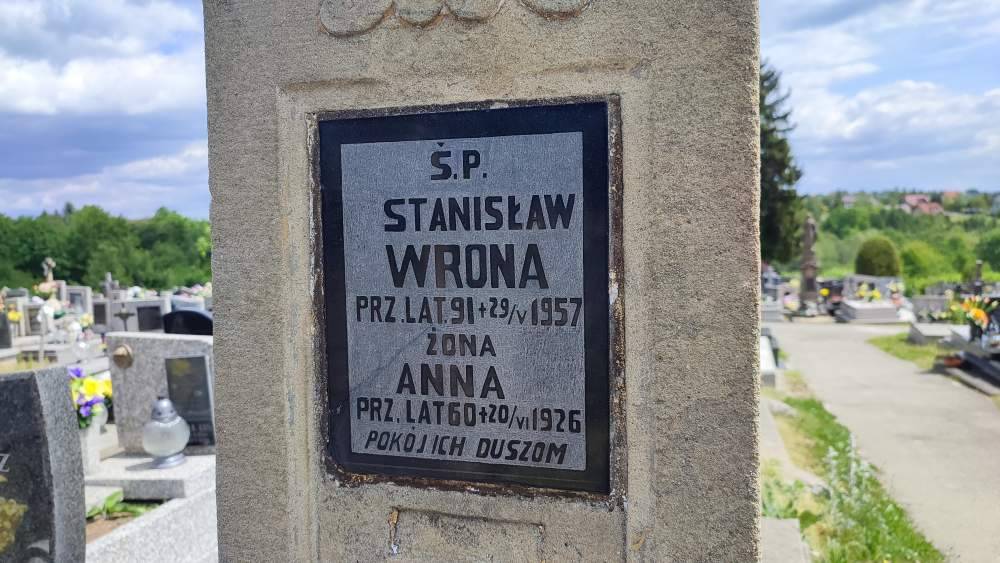 Ś.P.
STANISŁAW
WRONA
PRZ. LAT. 91 + 29/V 1957
ŻONA
ANNA
PRZ. LAT 60 + 20/VI 1926
POKÓJ ICH DUSZOM
Z